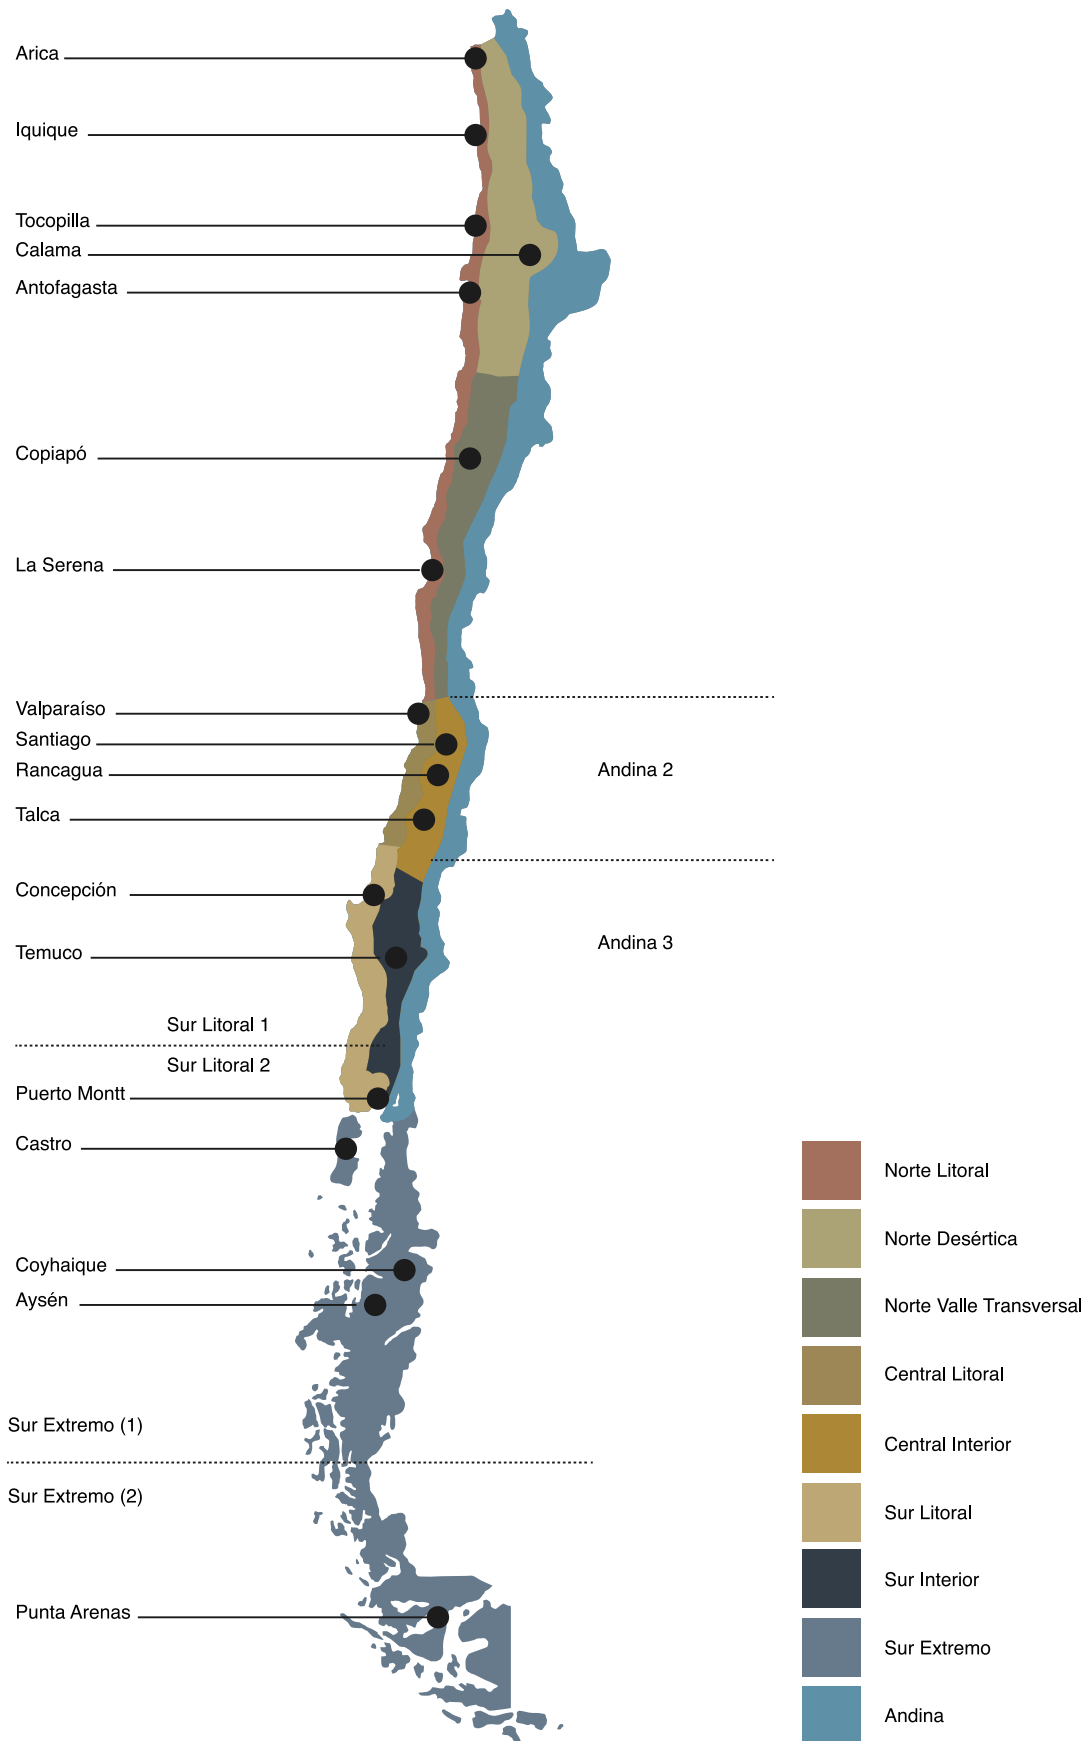 Arica
Iquique
Tocopilla
Calama
Antofagasta
Copiapó
La Serena
Valparaíso
Santiago
Rancagua
Andina 2
Talca
Concepción
Andina 3
Temuco
Sur Litoral 1
Sur Litoral 2
Puerto Montt
Castro
Coyhaique
Aysén
Sur Extremo (1)
Sur Extremo (2)
Punta Arenas
Norte Litoral
Norte Desértica
Norte Valle Transversal
Central Litoral
Central Interior
Sur Litoral
Sur Interior
Sur Extremo
Andina